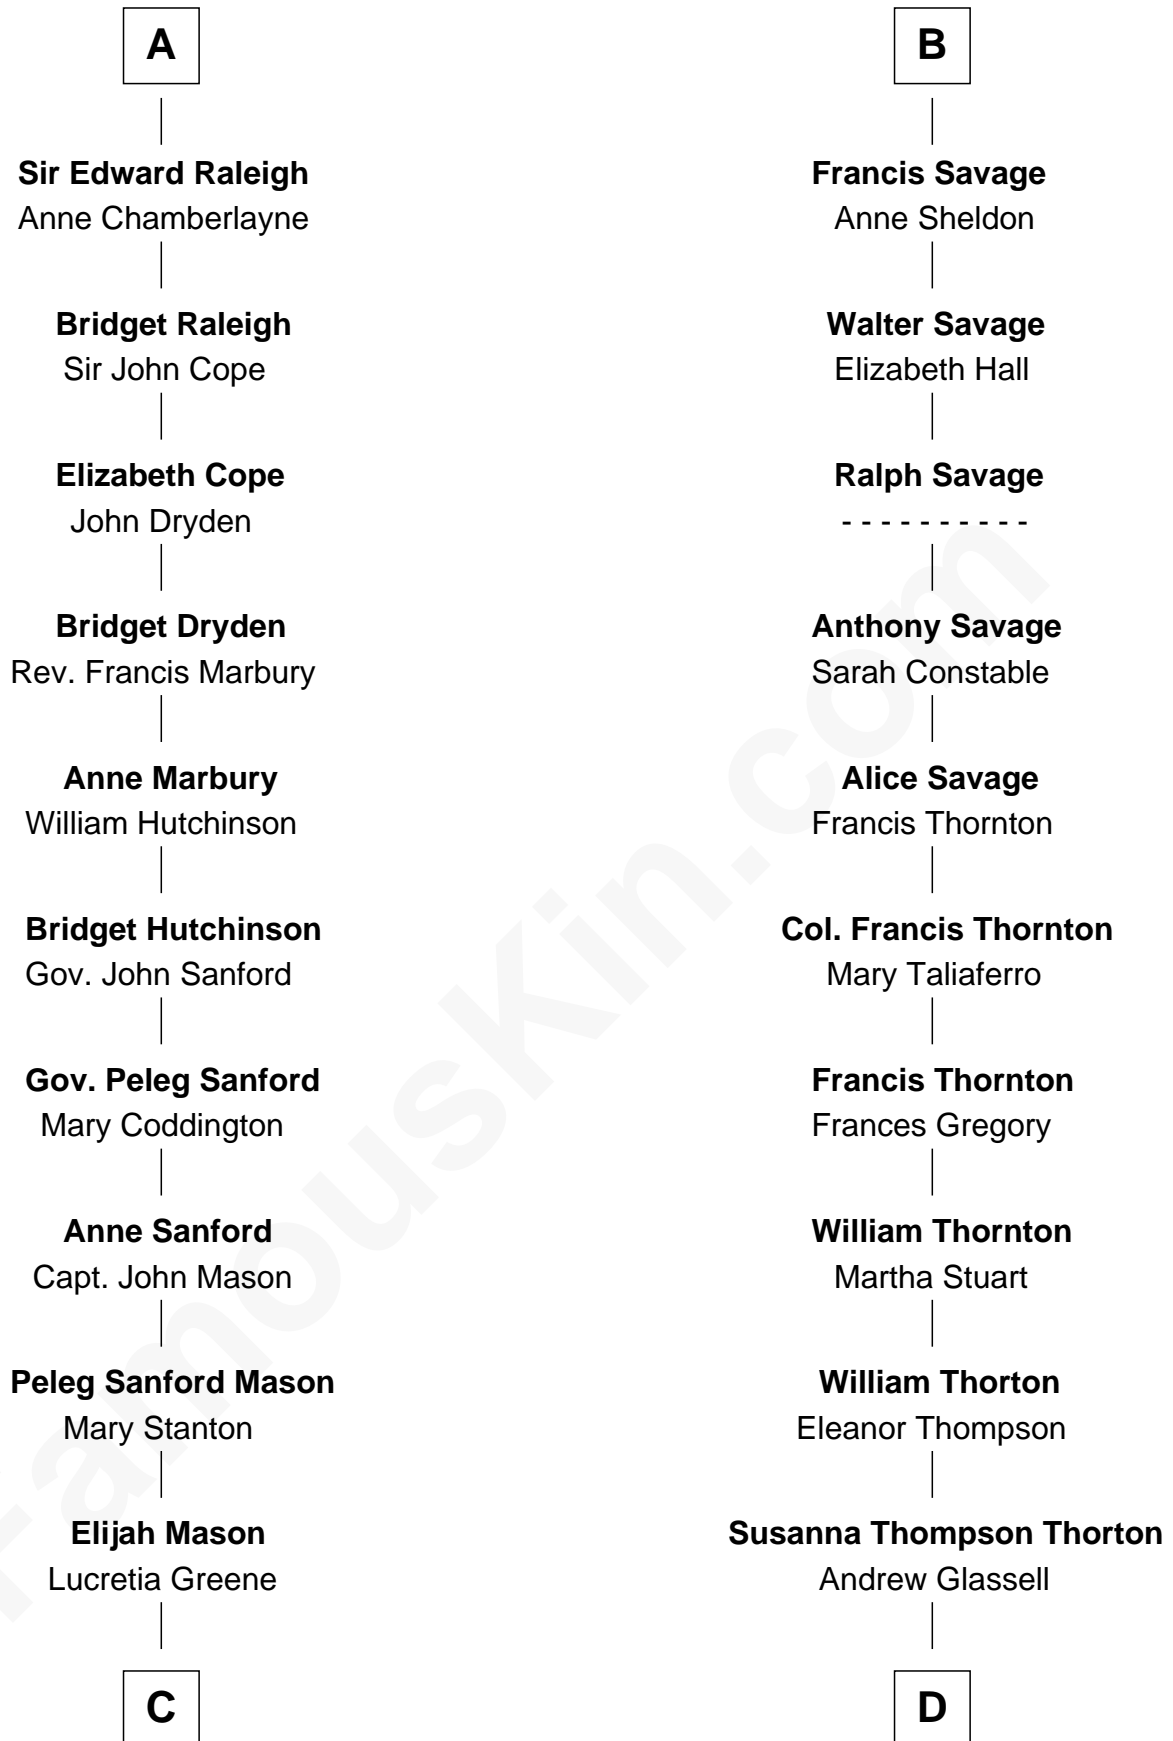 A
Sir Edward Raleigh
Anne Chamberlayne
Bridget Raleigh
Sir John Cope
Elizabeth Cope
John Dryden
Bridget Dryden
Rev. Francis Marbury
Anne Marbury
William Hutchinson
Bridget Hutchinson
Gov. John Sanford
Gov. Peleg Sanford
Mary Coddington
Anne Sanford
Capt. John Mason
Peleg Sanford Mason
Mary Stanton
Elijah Mason
Lucretia Greene
C
B
Francis Savage
Anne Sheldon
Walter Savage
Elizabeth Hall
Ralph Savage
- - - - - - - - - -
Anthony Savage
Sarah Constable
Alice Savage
Francis Thornton
Col. Francis Thornton
Mary Taliaferro
Francis Thornton
Frances Gregory
William Thornton
Martha Stuart
William Thorton
Eleanor Thompson
Susanna Thompson Thorton
Andrew Glassell
D
FamousKin.com